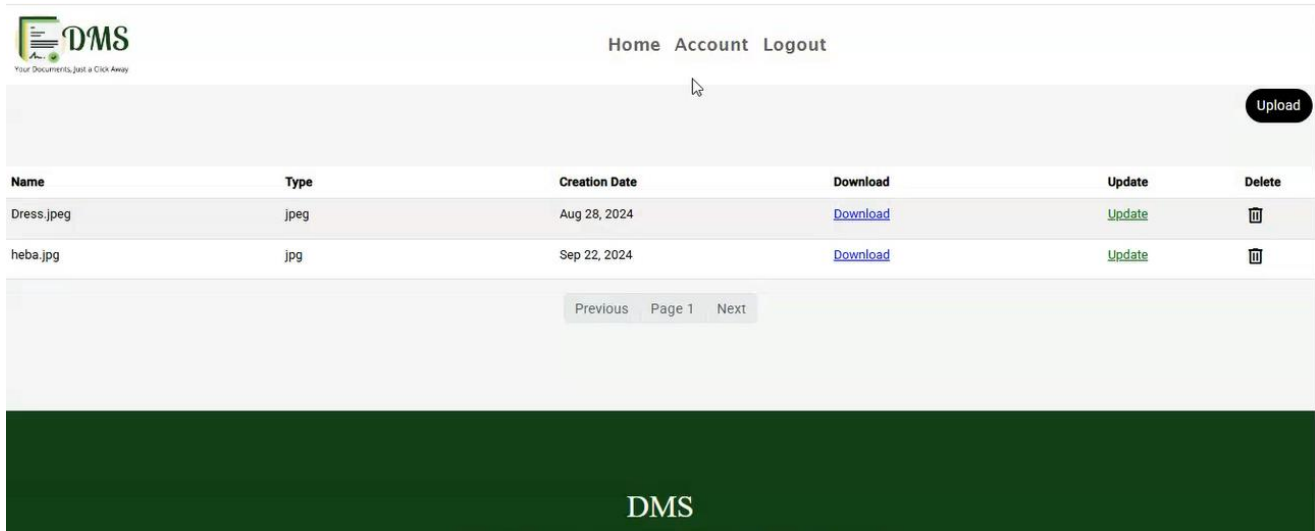 DMS
Your Documents, Just a Click Away
Home Account Logout
Upload
Name Type Creation Date Download Update Delete
Dress.jpeg jpeg Aug 28, 2024 Download Update
heba.jpg jpg Sep 22, 2024 Download Update
Previous Page 1 Next
DMS